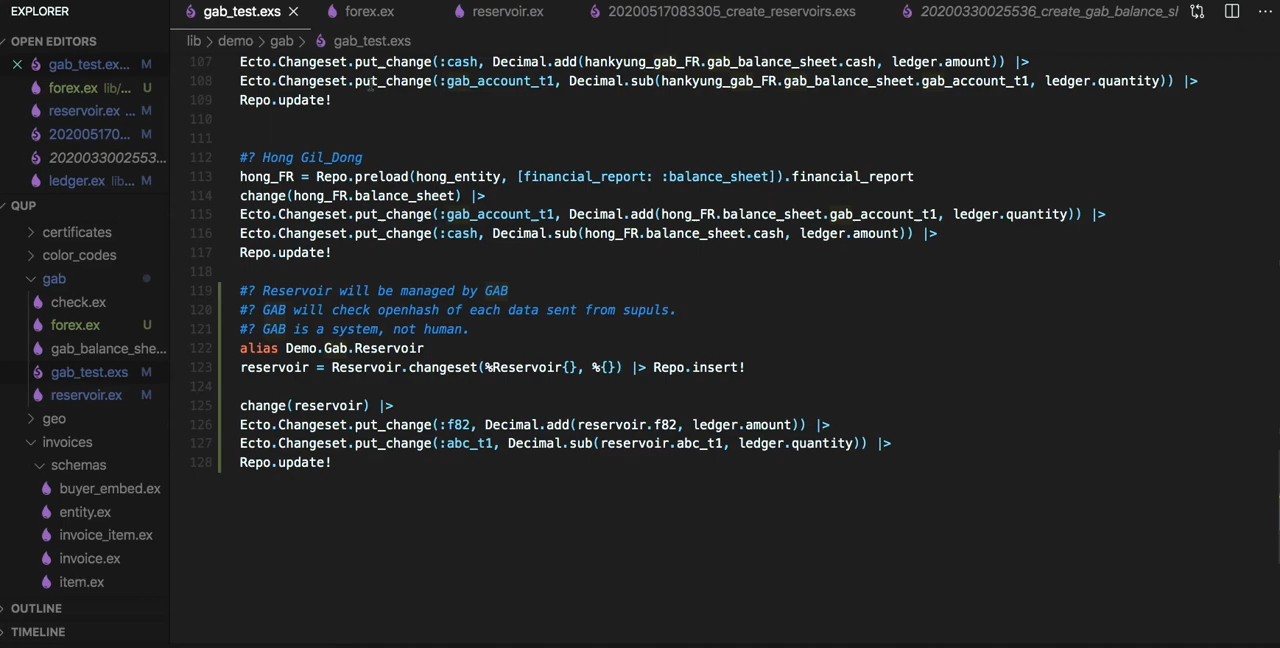 EXPLORER
gab_test.exs
forex.ex
reservoir.ex
20200517083305_create_reservoirs.exs
20200330025536_create_gab_balance_sl
OPEN EDITORS
gab_test.ex... M
forex.ex lib/... U
reservoir.ex ... M
202005170... M
2020033002553...
ledger.ex lib... M
QUP
certificates
color_codes
gab
check.ex
forex.ex U
gab_balance_she...
gab_test.exs M
reservoir.ex M
geo
invoices
schemas
buyer_embed.ex
entity.ex
invoice_item.ex
invoice.ex
item.ex
OUTLINE
TIMELINE
lib > demo > gab > gab_test.exs
107 Ecto.Changeset.put_change(:cash, Decimal.add(hankyung_gab_FR.gab_balance_sheet.cash, ledger.amount)) |>
108 Ecto.Changeset.put_change(:gab_account_t1, Decimal.sub(hankyung_gab_FR.gab_balance_sheet.gab_account_t1, ledger.quantity)) |>
109 Repo.update!
110
111
112 #? Hong Gil_Dong
113 hong_FR = Repo.preload(hong_entity, [financial_report: :balance_sheet]).financial_report
114 change(hong_FR.balance_sheet) |>
115 Ecto.Changeset.put_change(:gab_account_t1, Decimal.add(hong_FR.balance_sheet.gab_account_t1, ledger.quantity)) |>
116 Ecto.Changeset.put_change(:cash, Decimal.sub(hong_FR.balance_sheet.cash, ledger.amount)) |>
117 Repo.update!
118
119 #? Reservoir will be managed by GAB
120 #? GAB will check openhash of each data sent from supuls.
121 #? GAB is a system, not human.
122 alias Demo.Gab.Reservoir
123 reservoir = Reservoir.changeset(%Reservoir{}, %{}) |> Repo.insert!
124
125 change(reservoir) |>
126 Ecto.Changeset.put_change(:f82, Decimal.add(reservoir.f82, ledger.amount)) |>
127 Ecto.Changeset.put_change(:abc_t1, Decimal.sub(reservoir.abc_t1, ledger.quantity)) |>
128 Repo.update!